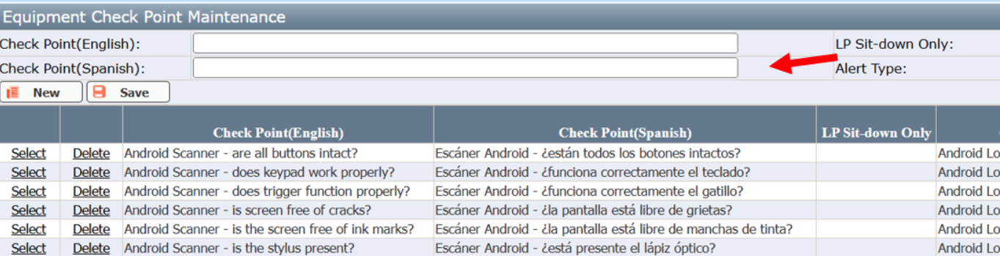 Equipment Check Point Maintenance
Check Point(English): LP Sit-down Only:
Check Point(Spanish): Alert Type:
New Save
Check Point(English) Check Point(Spanish) LP Sit-down Only
Select Delete Android Scanner - are all buttons intact? Escáner Android - ¿están todos los botones intactos? Android Lo
Select Delete Android Scanner - does keypad work properly? Escáner Android - ¿funciona correctamente el teclado? Android Lo
Select Delete Android Scanner - does trigger function properly? Escáner Android - ¿funciona correctamente el gatillo? Android Lo
Select Delete Android Scanner - is screen free of cracks? Escáner Android - ¿la pantalla está libre de grietas? Android Lo
Select Delete Android Scanner - is the screen free of ink marks? Escáner Android - ¿la pantalla está libre de manchas de tinta? Android Lo
Select Delete Android Scanner - is the stylus present? Escáner Android - ¿está presente el lápiz óptico? Android Lo